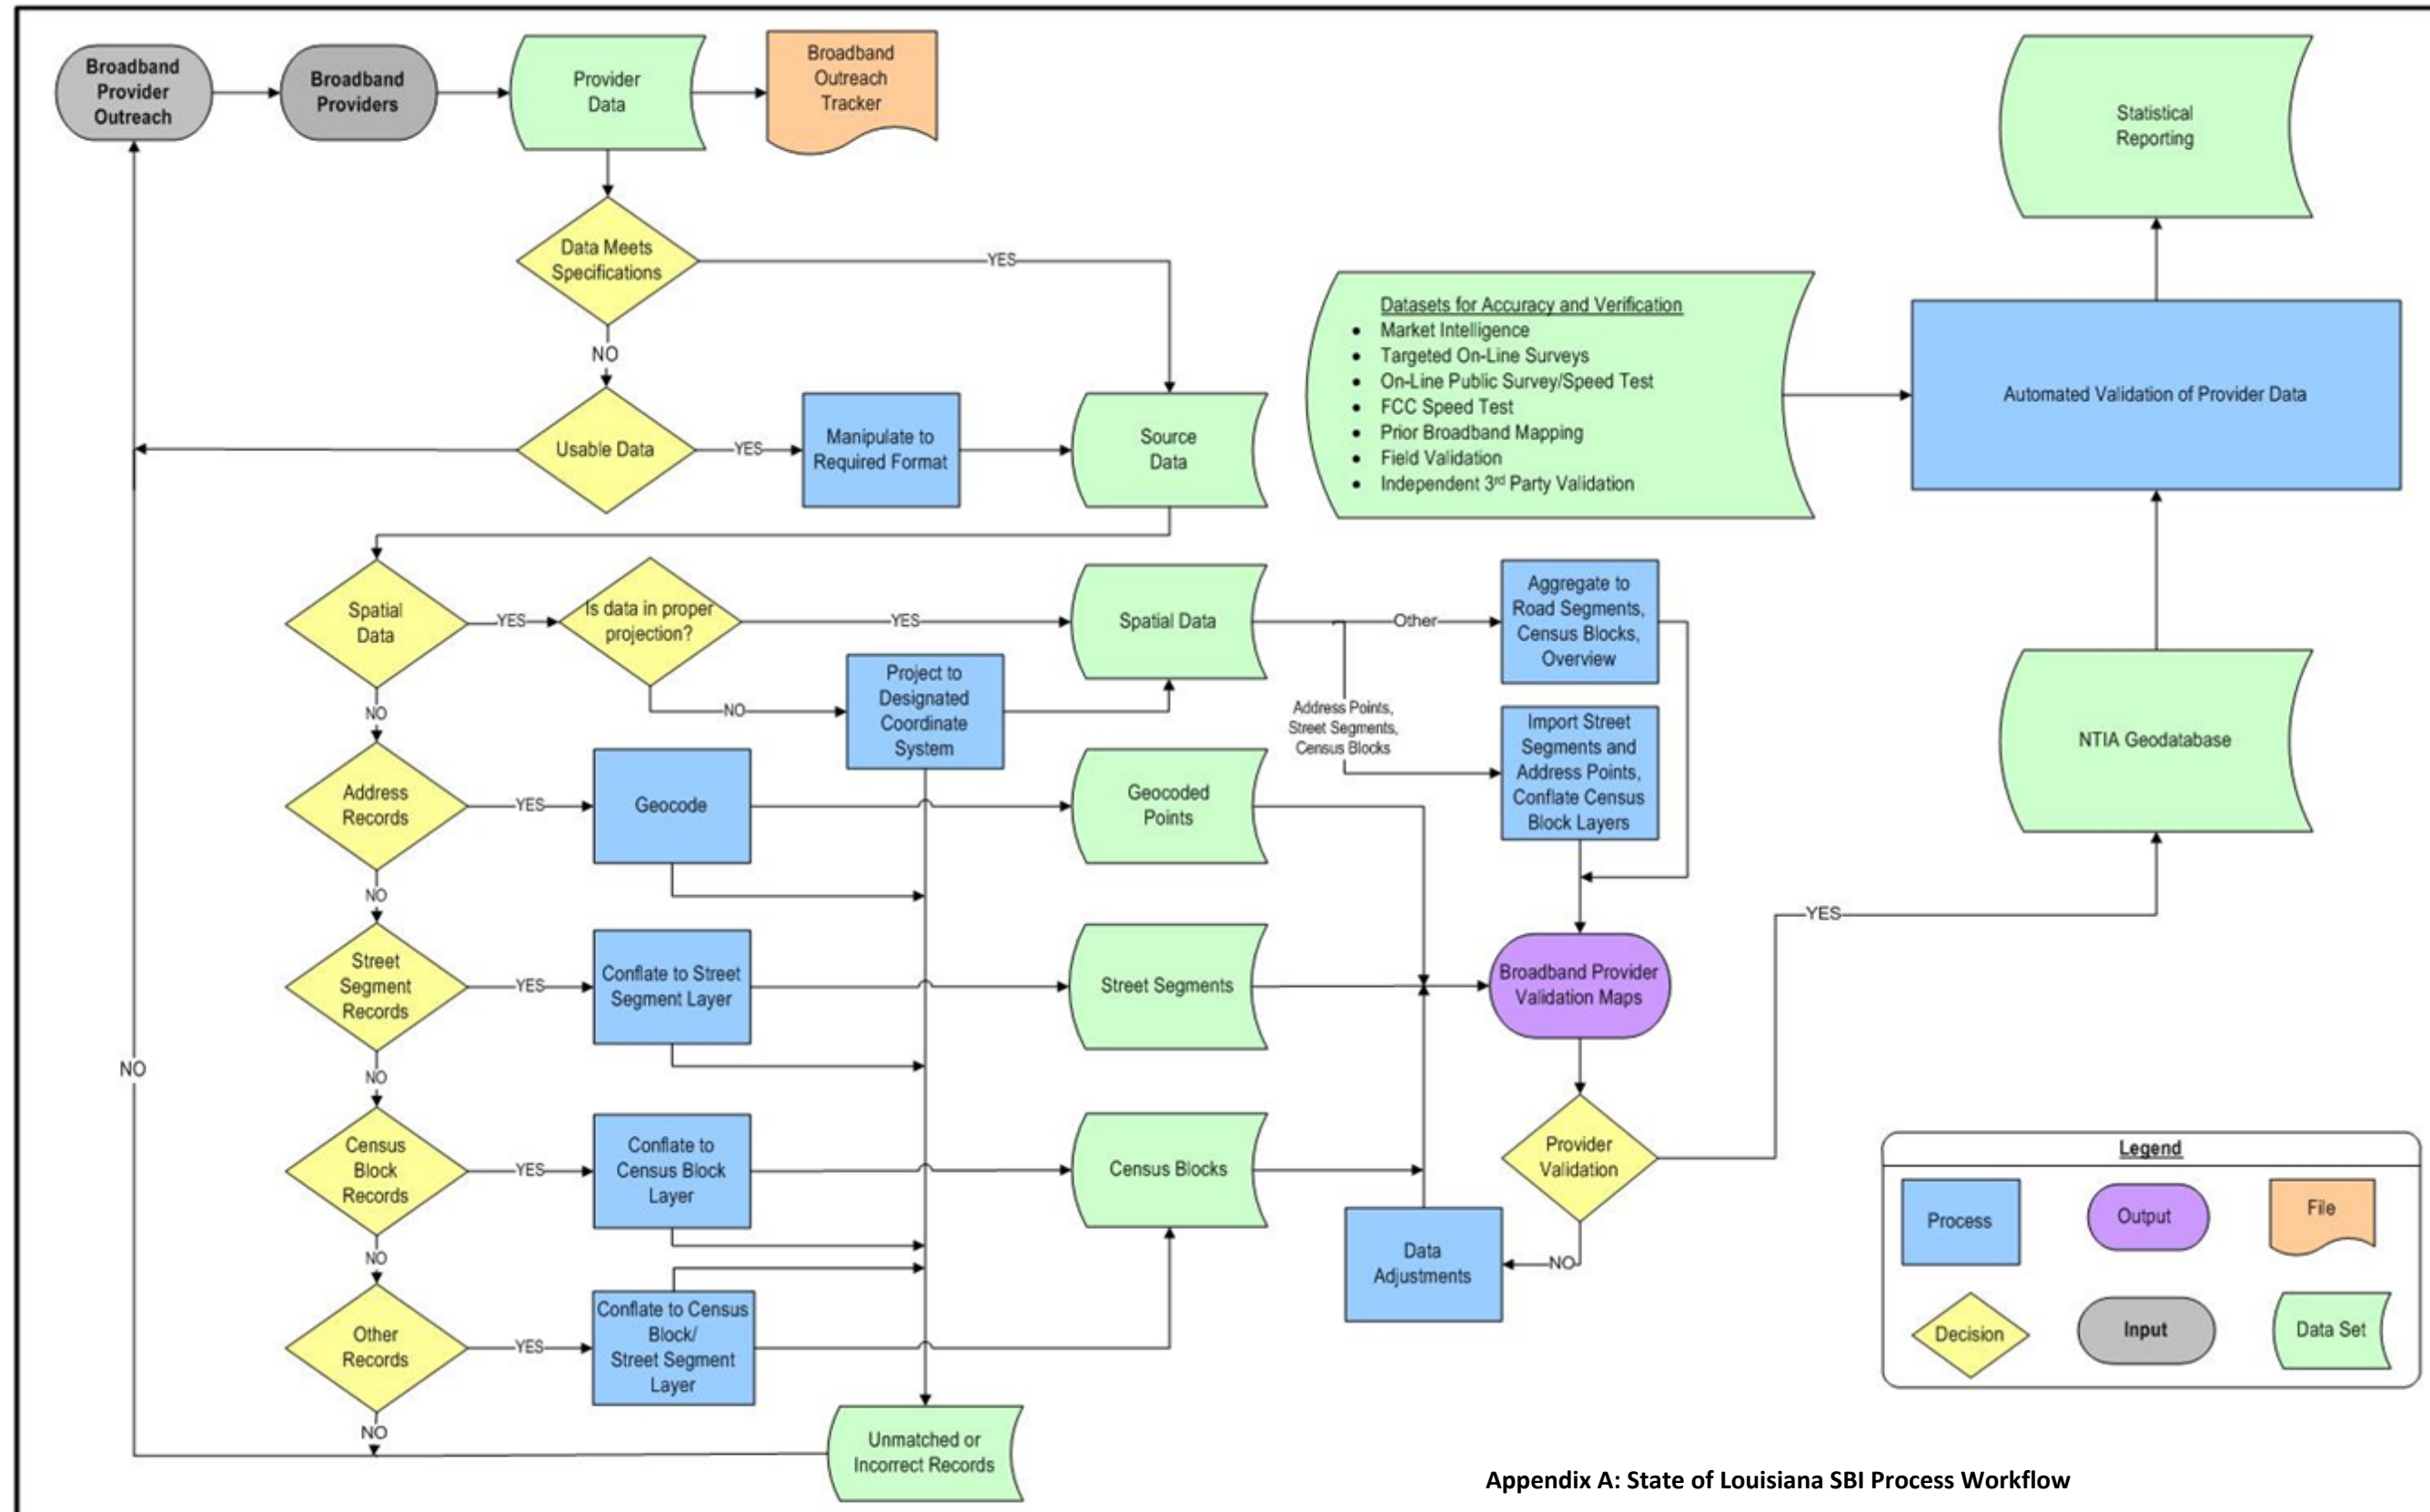 Broadband
Provider
Outreach
Broadband
Providers
Provider
Data
Broadband
Outreach
Tracker
Statistical
Reporting
Data Meets
Specifications
YES
NO
Datasets for Accuracy and Verification
• Market Intelligence
• Targeted On-Line Surveys
• On-Line Public Survey/Speed Test
• FCC Speed Test
• Prior Broadband Mapping
• Field Validation
• Independent 3rd Party Validation
Automated Validation of Provider Data
Usable Data
YES
Manipulate to
Required Format
Source
Data
Spatial
Data
YES
Is data in proper
projection?
YES
Spatial Data
Other
Aggregate to
Road Segments,
Census Blocks,
Overview
NO
NO
Project to
Designated
Coordinate
System
Address Points,
Street Segments,
Census Blocks
Import Street
Segments and
Address Points,
Conflate Census
Block Layers
NTIA Geodatabase
Address
Records
YES
Geocode
Geocoded
Points
NO
YES
Street
Segment
Records
YES
Conflate to Street
Segment Layer
Street Segments
Broadband Provider
Validation Maps
NO
NO
Census
Block
Records
YES
Conflate to
Census Block
Layer
Census Blocks
Provider
Validation
NO
Data
Adjustments
NO
Other
Records
YES
Conflate to Census
Block/
Street Segment
Layer
NO
Unmatched or
Incorrect Records
Legend
Process
Output
File
Decision
Input
Data Set
Appendix A: State of Louisiana SBI Process Workflow